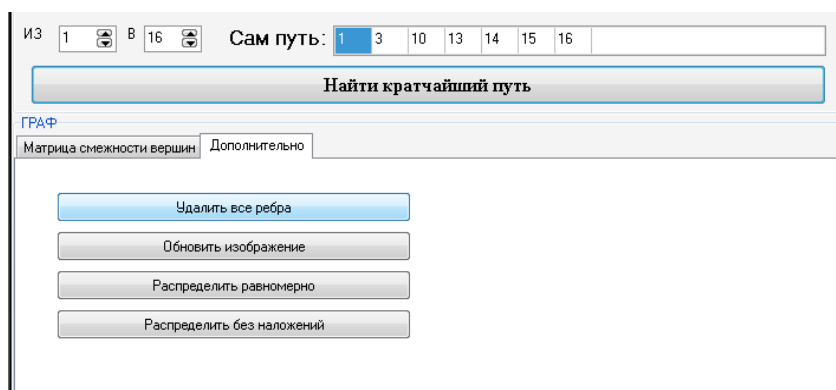 ИЗ 1 В 16 Сам путь: 1 3 10 13 14 15 16
Найти кратчайший путь
ГРАФ
Матрица смежности вершин Дополнительно
Удалить все ребра
Обновить изображение
Распределить равномерно
Распределить без наложений